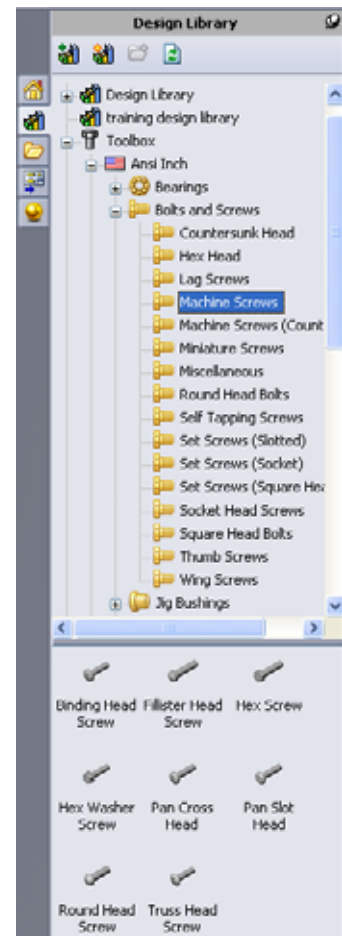 Design Library
Design Library
training design library
Toolbox
Ansi Inch
Bearings
Bolts and Screws
Countersunk Head
Hex Head
Lag Screws
Machine Screws
Machine Screws (Count
Miniature Screws
Miscellaneous
Round Head Bolts
Self Tapping Screws
Set Screws (Slotted)
Set Screws (Socket)
Set Screws (Square Hea
Socket Head Screws
Square Head Bolts
Thumb Screws
Wing Screws
Jig Bushings
Binding Head Fillister Head Hex Screw
Screw Screw
Hex Washer Pan Cross Pan Slot
Screw Head Head
Round Head Truss Head
Screw Screw